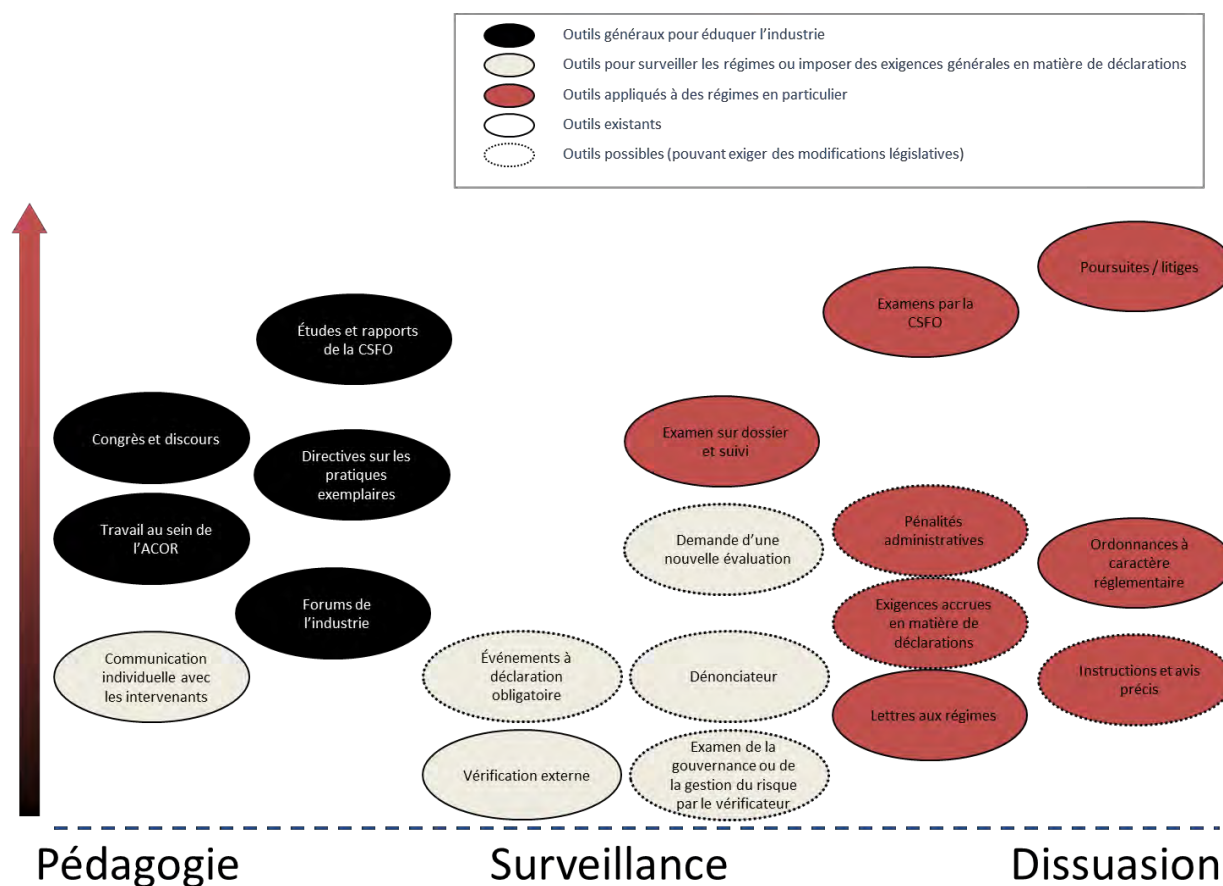 Outils généraux pour éduquer l'industrie
Outils pour surveiller les régimes ou imposer des exigences générales en matière de déclarations
Outils appliqués à des régimes en particulier
Outils existants
Outils possibles (pouvant exiger des modifications législatives)
Poursuites / litiges
Examens par la
CSFO
Études et rapports
de la CSFO
Congrès et discours
Directives sur les
pratiques
exemplaires
Examen sur dossier
et suivi
Travail au sein de
l'ACOR
Demande d'une
nouvelle évaluation
Pénalités
administratives
Ordonnances à
caractère
réglementaire
Forums de
l'industrie
Exigences accrues
en matière de
déclarations
Communication
individuelle avec
les intervenants
Événements à
déclaration
obligatoire
Dénonciateur
Instructions et avis
précis
Lettres aux régimes
Vérification externe
Examen de la
gouvernance ou de
la gestion du risque
par le vérificateur
Pédagogie
Surveillance
Dissuasion